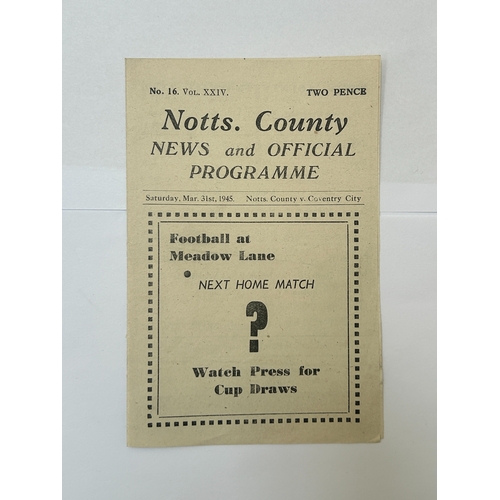 No. 16. Vol. XXIV. TWO PENCE
Notts. County
NEWS and OFFICIAL
PROGRAMME
Saturday, Mar. 31st, 1945. Notts. County v. Coventry City
Football at
Meadow Lane
NEXT HOME MATCH
?
Watch Press for
Cup Draws